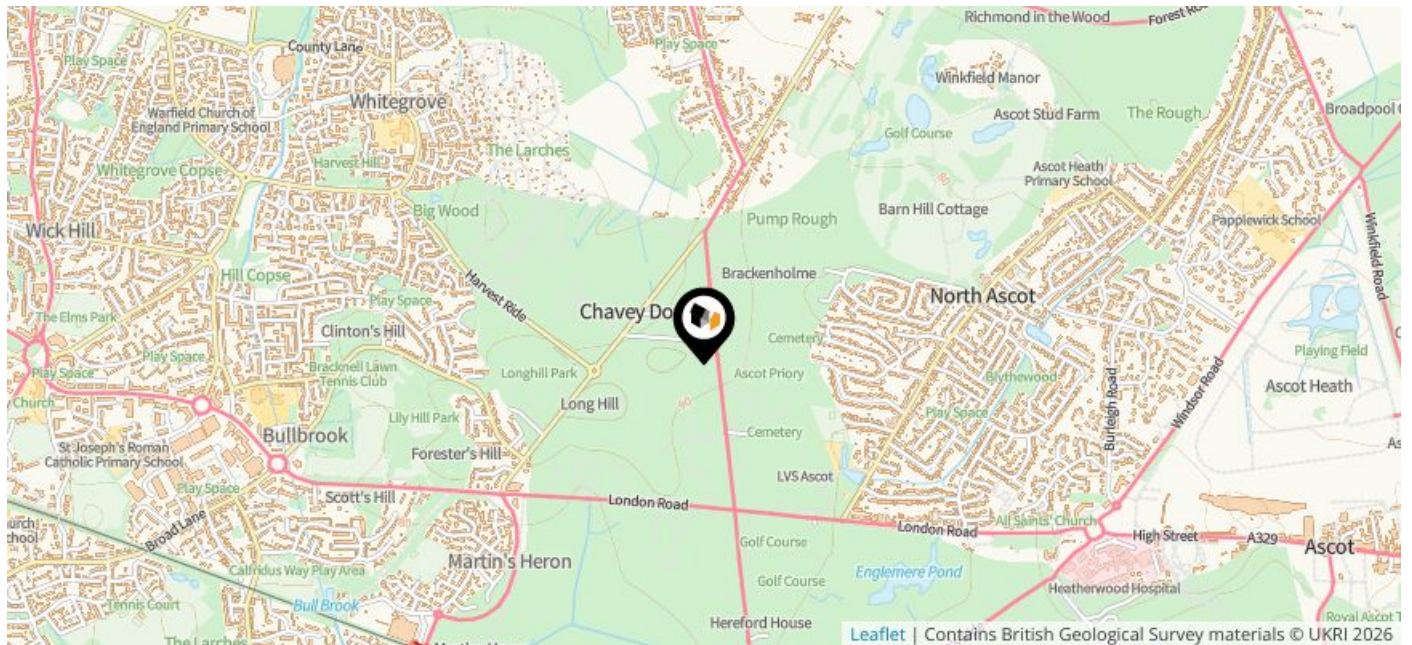 Richmond in the Wood
Forest Ro
County Lane
Play Space
Play Space
Winkfield Manor
Whitegrove
Warfield Church of
England Primary School
Ascot Stud Farm
The Rough
Broadpool C
Golf Course
The Larches
Harvest Hill
Whitegrove Copse
Ascot Heath
Primary School
Big Wood
Pump Rough
Barn Hill Cottage
Papplewick School
Wick Hill
Winkfield Road
Hill Copse
Harvest Ride
Brackenholme
North Ascot
Play Space
The Elms Park
Clinton's Hill
Chavey Do
Cemetery
Play Space
Play Space
Bracknell Lawn
Tennis Club
Longhill Park
Ascot Priory
Blythewood
Playing Field
Ascot Heath
Church
Play Space
Long Hill
Lily Hill Park
Play Space
Burleigh Road
Windsor Road
Bullbrook
Cemetery
St Joseph's Roman
Catholic Primary School
Forester's Hill
LVS Ascot
As
Play Space
Scott's Hill
London Road
London Road
All Saints' Church
Broad Lane
urch
chool
High Street
A329
Ascot
Golf Course
Martin's Heron
Calfridus Way Play Area
Englemere Pond
Golf Course
Heatherwood Hospital
Tennis Court
Bull Brook
Hereford House
Royal Ascot T
The Larches
Leaflet | Contains British Geological Survey materials © UKRI 2026